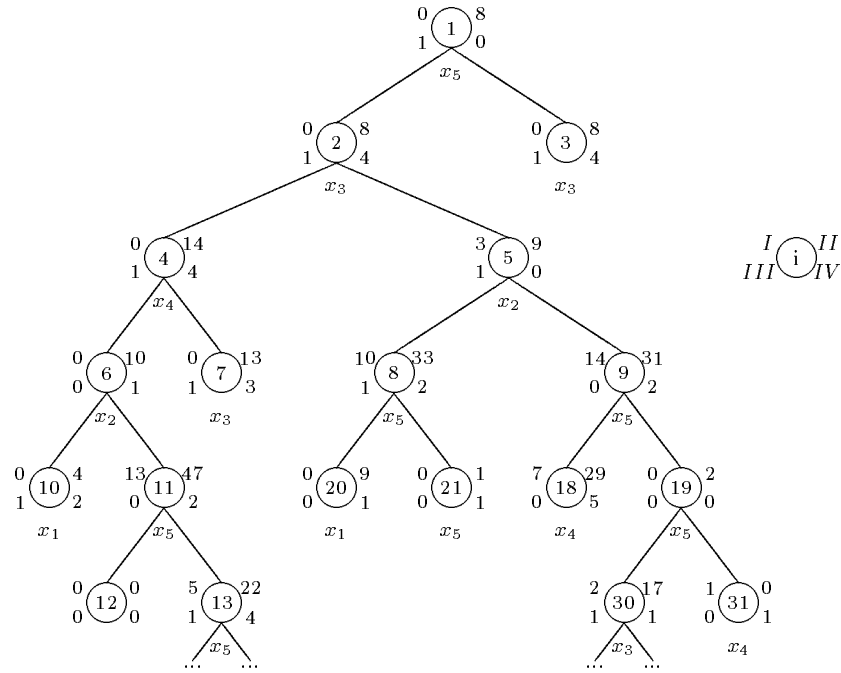 0 8
1
1 0
x5
0 8 0 8
2 3
1 4 1 4
x3 x3
0 14 3 9 I II
4 5 i
1 4 1 0 III IV
x4 x2
0 10 0 13 10 33 14 31
6 7 8 9
0 1 1 3 1 2 0 2
x2 x3 x5 x5
0 4 13 47 0 9 0 1 7 29 0 2
10 11 20 21 18 19
1 2 0 2 0 1 1 0 5 0 0
x1 x5 x1 x5 x4 x5
0 0 5 22 2 17 1 0
12 13 30 31
0 0 1 4 1 1 0 1
x5 x3 x4
... ... ... ...